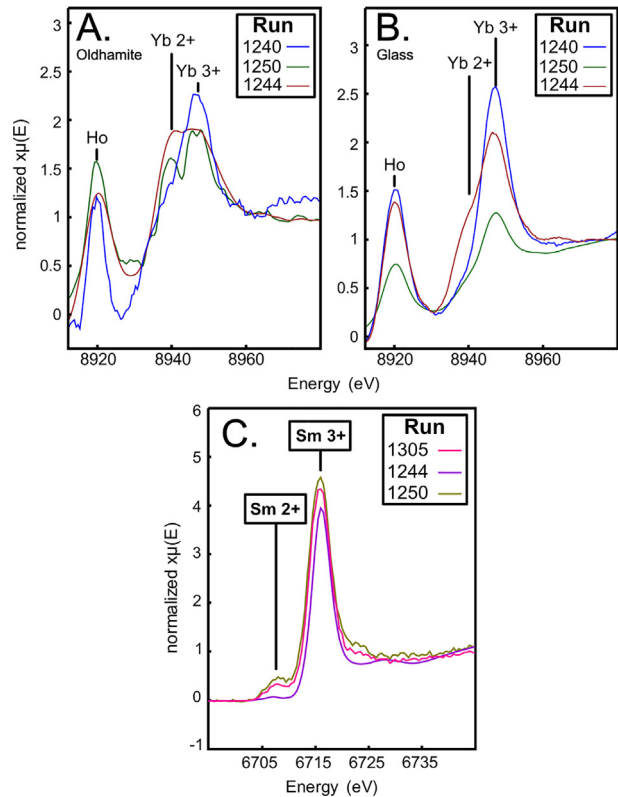 A.
Oldhamite
Yb 2+
Yb 3+
Ho
Run
1240
1250
1244
3
2.5
2
1.5
1
0.5
0
8920
8940
8960
normalized xμ(E)
B.
Glass
Yb 3+
Yb 2+
Ho
Run
1240
1250
1244
3
2.5
2
1.5
1
0.5
0
8920
8940
8960
Energy (eV)
C.
Sm 3+
Sm 2+
Run
1305
1244
1250
6
5
4
3
2
1
0
-1
6705
6715
6725
6735
normalized xμ(E)
Energy (eV)